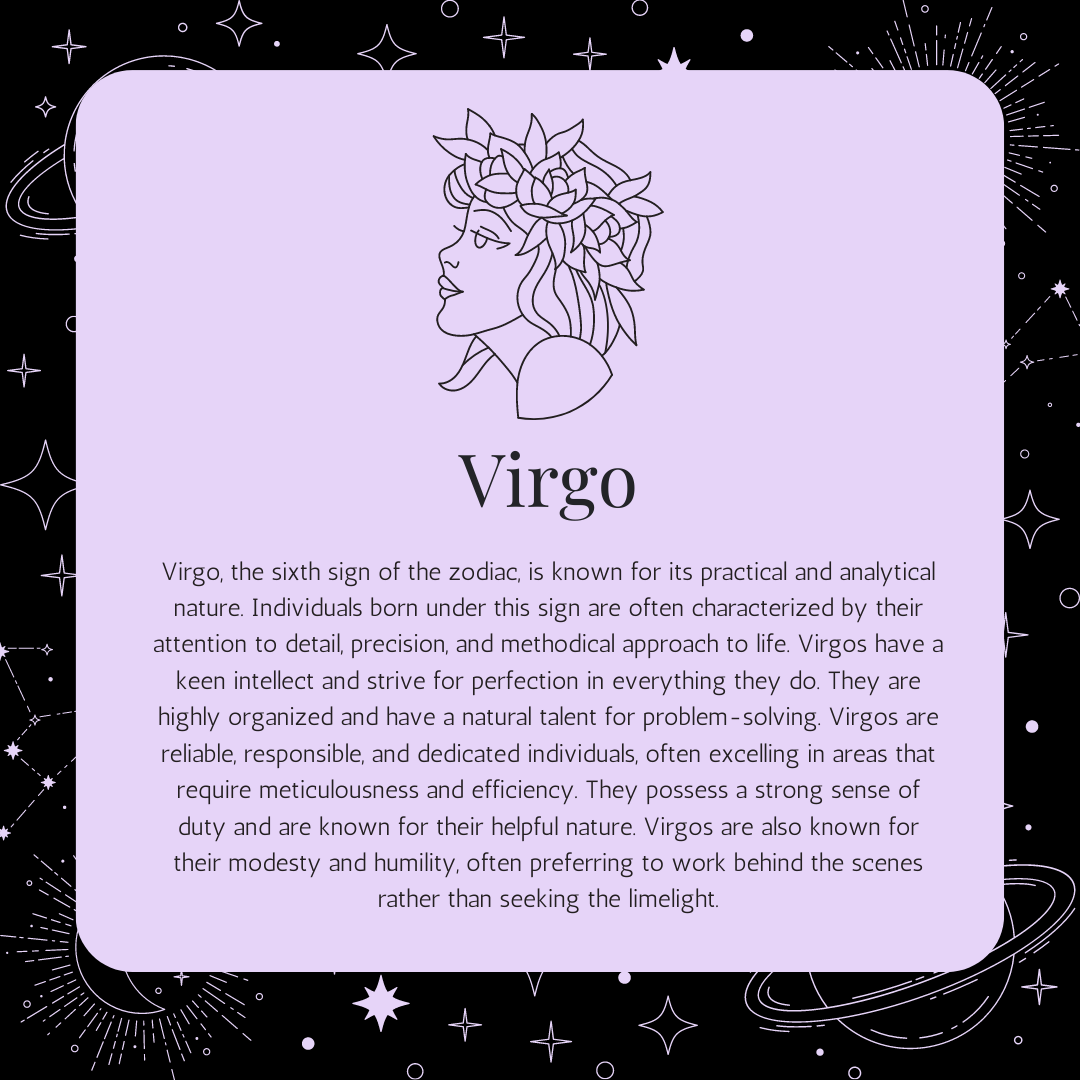 Virgo
Virgo, the sixth sign of the zodiac, is known for its practical and analytical
nature. Individuals born under this sign are often characterized by their
attention to detail, precision, and methodical approach to life. Virgos have a
keen intellect and strive for perfection in everything they do. They are
highly organized and have a natural talent for problem-solving. Virgos are
reliable, responsible, and dedicated individuals, often excelling in areas that
require meticulousness and efficiency. They possess a strong sense of
duty and are known for their helpful nature. Virgos are also known for
their modesty and humility, often preferring to work behind the scenes
rather than seeking the limelight.